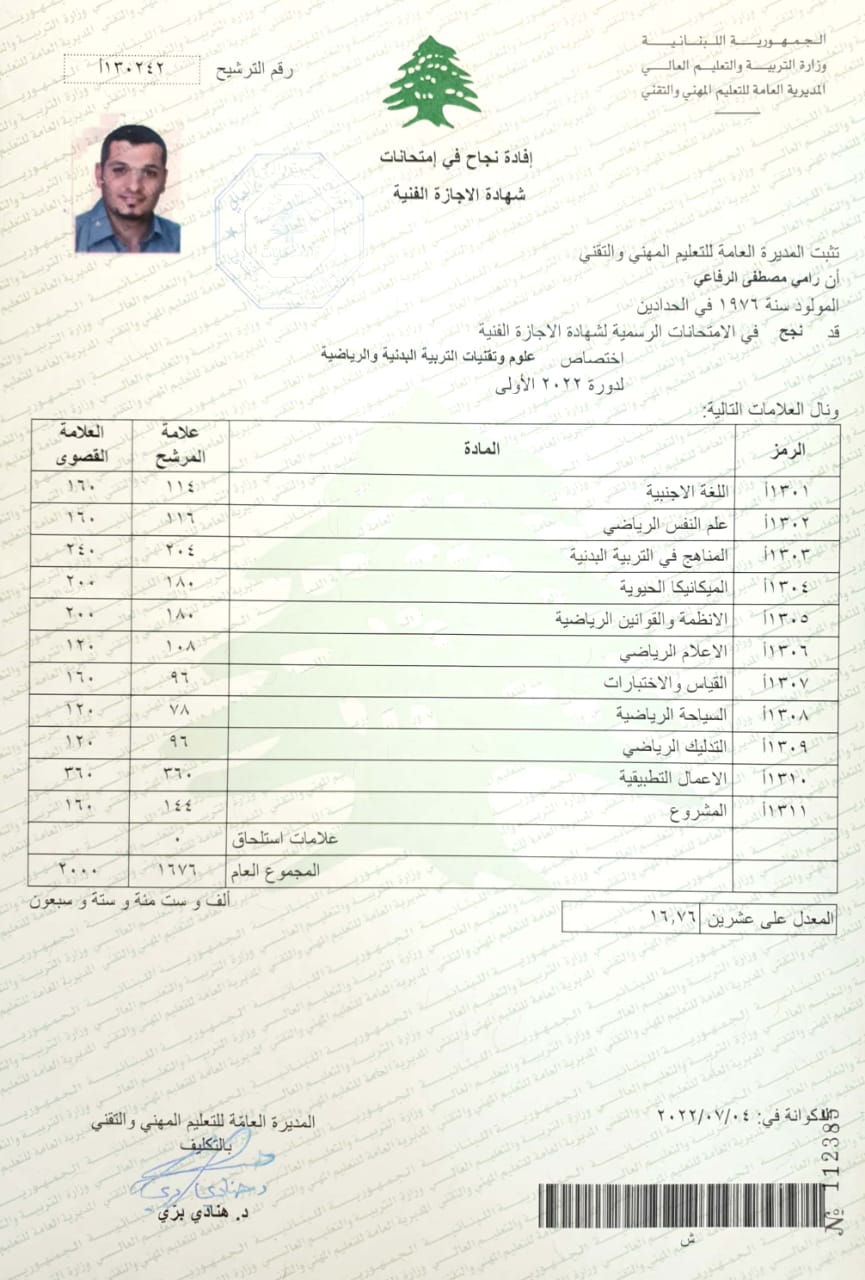 الجمهورية اللبنانية
وزارة التربية والتعليم العالي
المديرية العامة للتعليم المهني والتقني
رقم الترشيح ١٣٠٢٤٢أ
إفادة نجاح في إمتحانات
شهادة الاجازة الفنية
تثبت المديرة العامة للتعليم المهني والتقني
أن رامي مصطفى الرفاعي
المولود سنة ١٩٧٦ في الحدادين
قد نجح في الامتحانات الرسمية لشهادة الاجازة الفنية
اختصاص علوم وتقنيات التربية البدنية والرياضية
لدورة ٢٠٢٢ الأولى
ونال العلامات التالية:
الرمز المادة علامة المرشح العلامة القصوى
١٣٠١أ اللغة الاجنبية ١١٤ ١٦٠
١٣٠٢أ علم النفس الرياضي ١١٦ ١٦٠
١٣٠٣أ المناهج في التربية البدنية ٢٠٤ ٢٤٠
١٣٠٤أ الميكانيكا الحيوية ١٨٠ ٢٠٠
١٣٠٥أ الانظمة والقوانين الرياضية ١٨٠ ٢٠٠
١٣٠٦أ الاعلام الرياضي ١٠٨ ١٢٠
١٣٠٧أ القياس والاختبارات ٩٦ ١٦٠
١٣٠٨أ السياحة الرياضية ٧٨ ١٢٠
١٣٠٩أ التدليك الرياضي ٩٦ ١٢٠
١٣١٠أ الاعمال التطبيقية ٣٦٠ ٣٦٠
١٣١١أ المشروع ١٤٤ ١٦٠
علامات استلحاق ٠
المجموع العام ١٦٧٦ ٢٠٠٠
ألف و ست مئة و ستة و سبعون
المعدل على عشرين ١٦,٧٦
الدكوانة في: ٢٠٢٢/٠٧/٠٤
المديرة العامّة للتعليم المهني والتقني
بالتكليف
د. هنادي بزي
№ 112385
ش